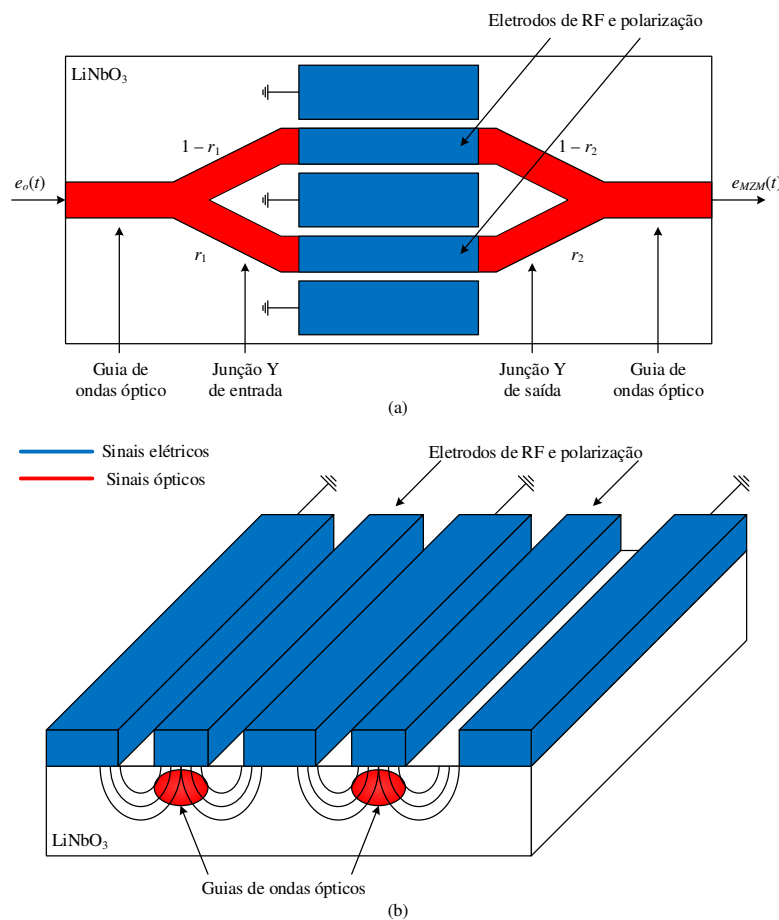 Eletrodos de RF e polarização
LiNbO3
1 – r1
1 – r2
eo(t)
eMZM(t)
r1
r2
Guia de
ondas óptico
Junção Y
de entrada
Junção Y
de saída
Guia de
ondas óptico
(a)
Sinais elétricos
Sinais ópticos
Eletrodos de RF e polarização
LiNbO3
Guias de ondas ópticos
(b)